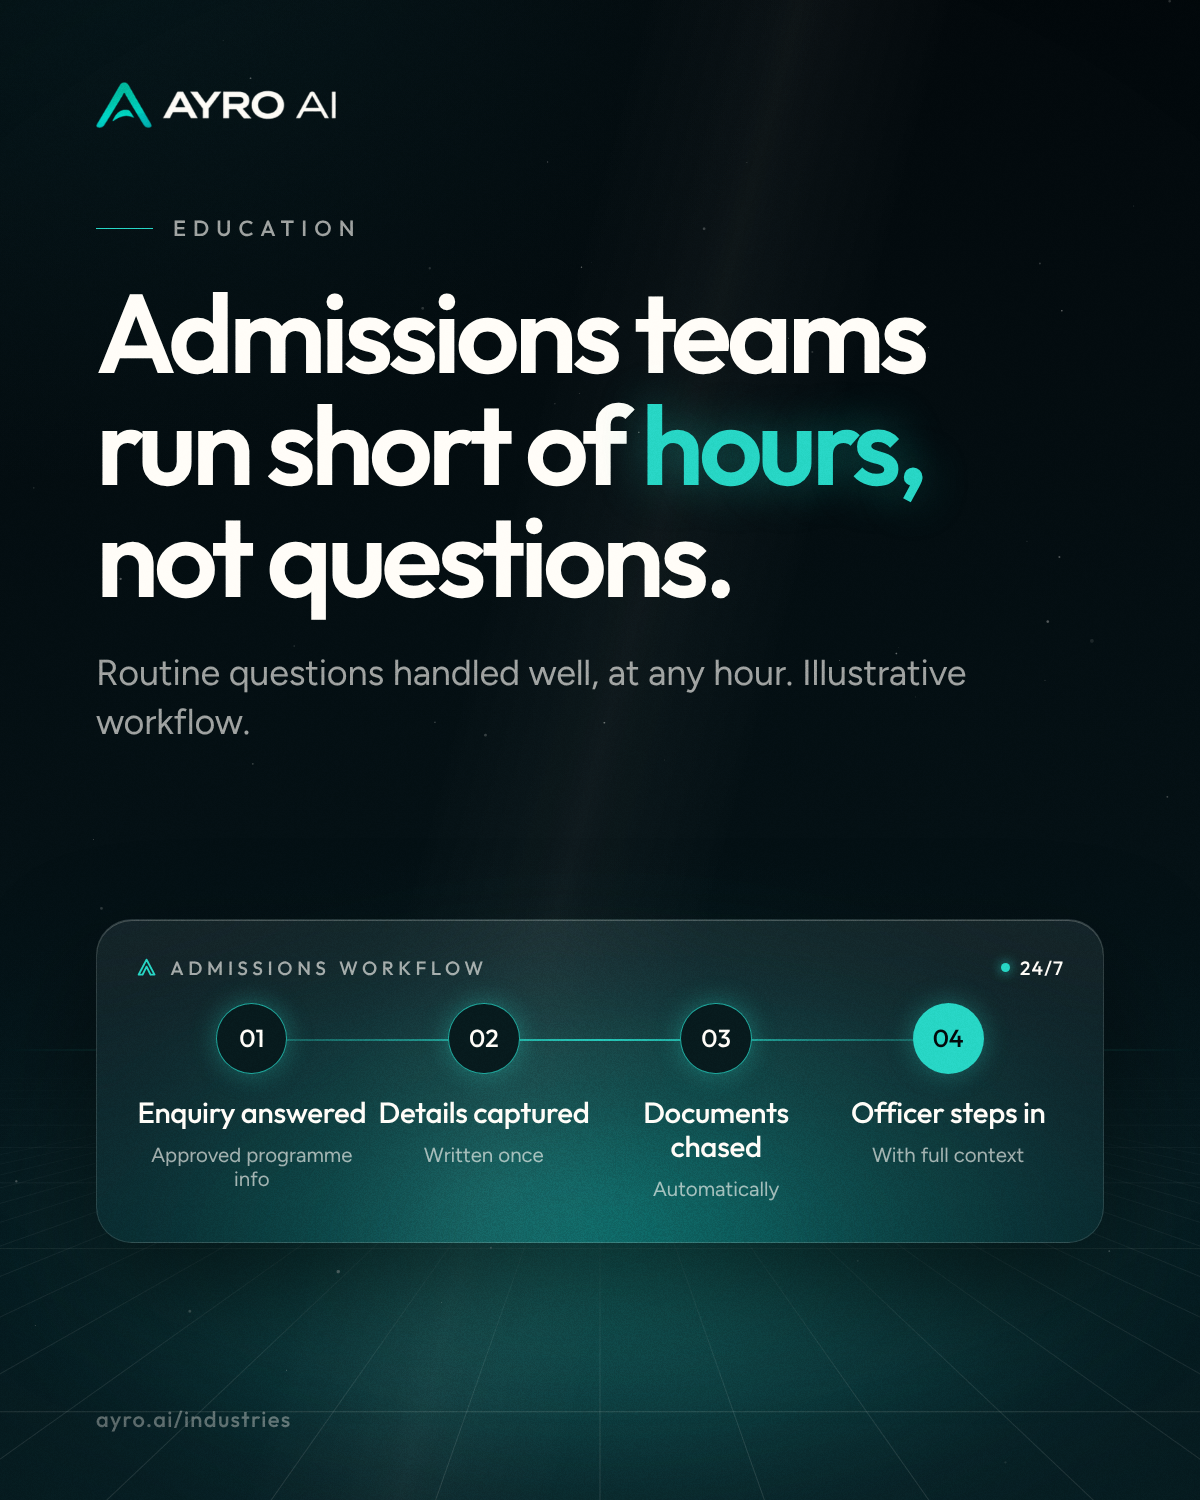 AYRO AI
EDUCATION
Admissions teams
run short of hours,
not questions.
Routine questions handled well, at any hour. Illustrative
workflow.
ADMISSIONS WORKFLOW
24/7
01
02
03
04
Enquiry answered
Approved programme
info
Details captured
Written once
Documents
chased
Automatically
Officer steps in
With full context
ayro.ai/industries